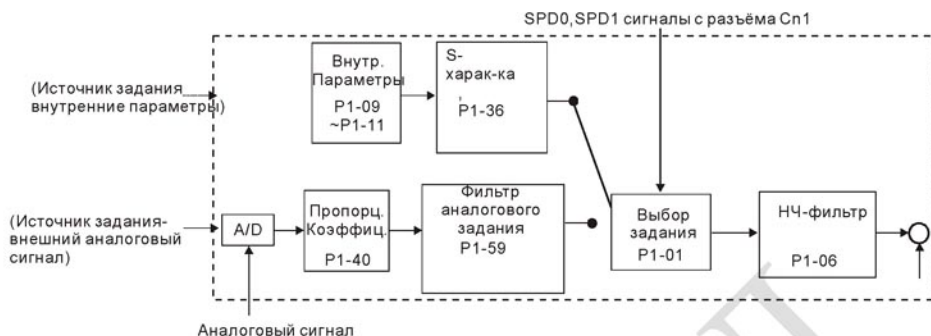 SPD0,SPD1 сигналы с разъёма Cn1
(Источник задания
внутренние параметры)
Внутр.
Параметры
P1-09
~P1-11
S-
харак-ка
,
P1-36
(Источник задания-
внешний аналоговый
сигнал)
A/D
Пропорц.
Коэффиц.
P1-40
Фильтр
аналогового
задания
P1-59
Выбор
задания
P1-01
НЧ-фильтр
P1-06
Аналоговый сигнал